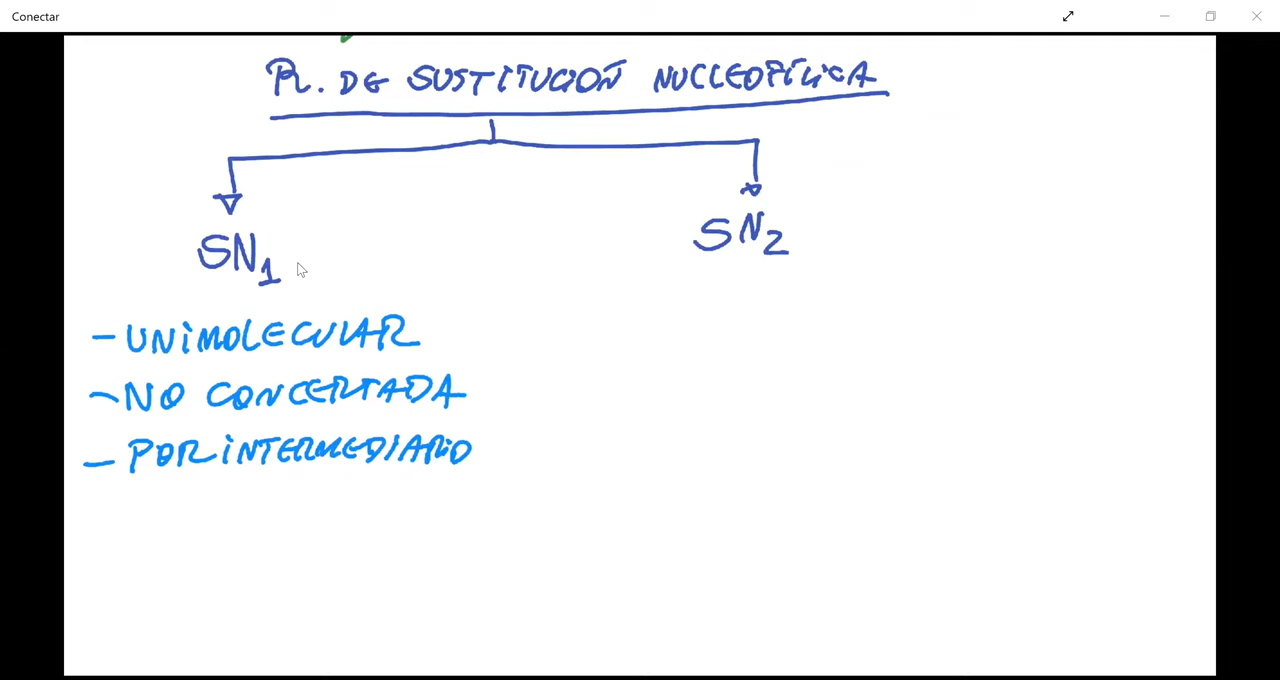 Conectar
R. DE SUSTITUCIÓN NUCLEOFÍLICA
SN1
SN2
- UNIMOLECULAR
- NO CONCERTADA
- POR INTERMEDIARIO